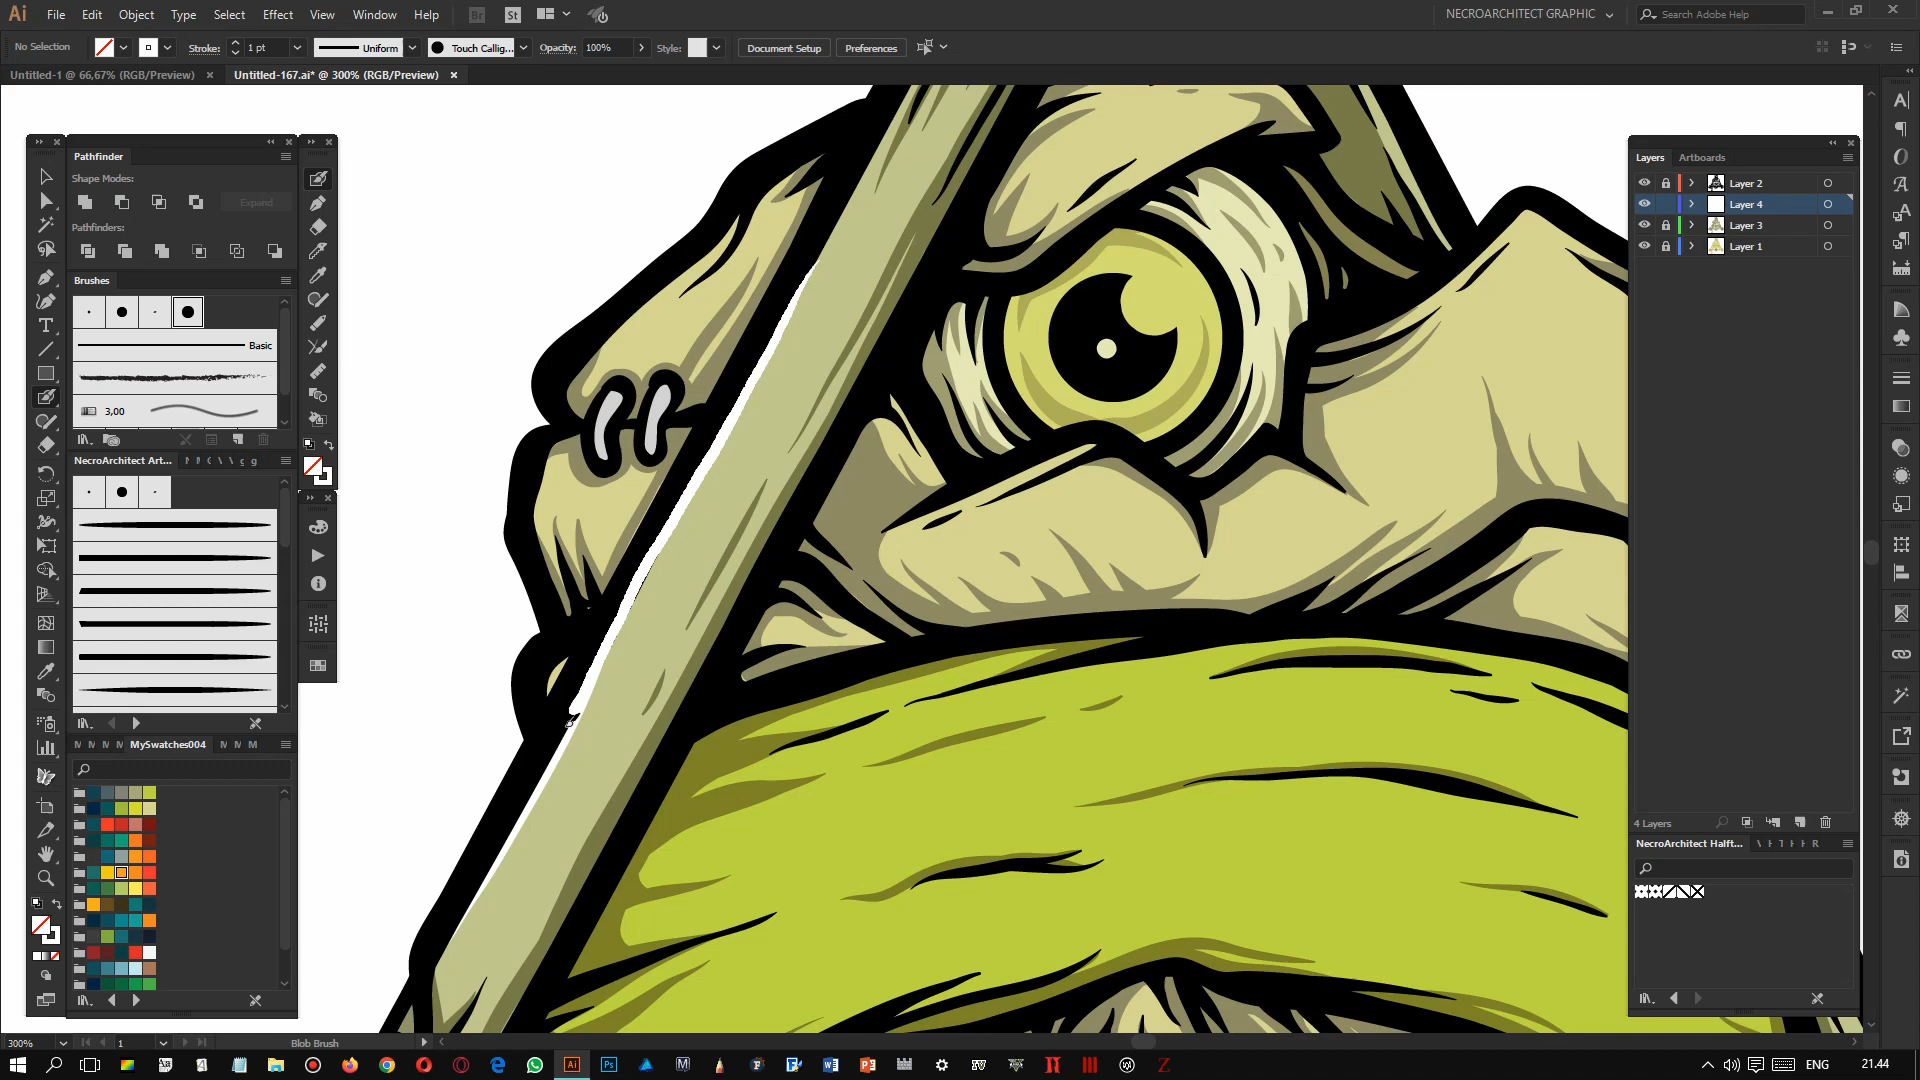 Ai File Edit Object Type Select Effect View Window Help Br St NECROARCHITECT GRAPHIC Search Adobe Help
No Selection Stroke: 1 pt Uniform Touch Callig... Opacity: 100% Style: Document Setup Preferences
Untitled-1 @ 66,67% (RGB/Preview) × Untitled-167.ai* @ 300% (RGB/Preview) ×
Pathfinder
Shape Modes:
Expand
Pathfinders:
Brushes
Basic
3,00
NecroArchitect Art...
MySwatches004
Layers Artboards
Layer 2
Layer 4
Layer 3
Layer 1
4 Layers
NecroArchitect Halft...
300% 1 Blob Brush
ENG 21.44